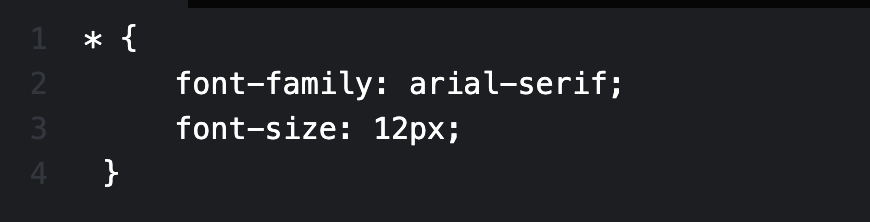 1 * {
2 font-family: arial-serif;
3 font-size: 12px;
4 }